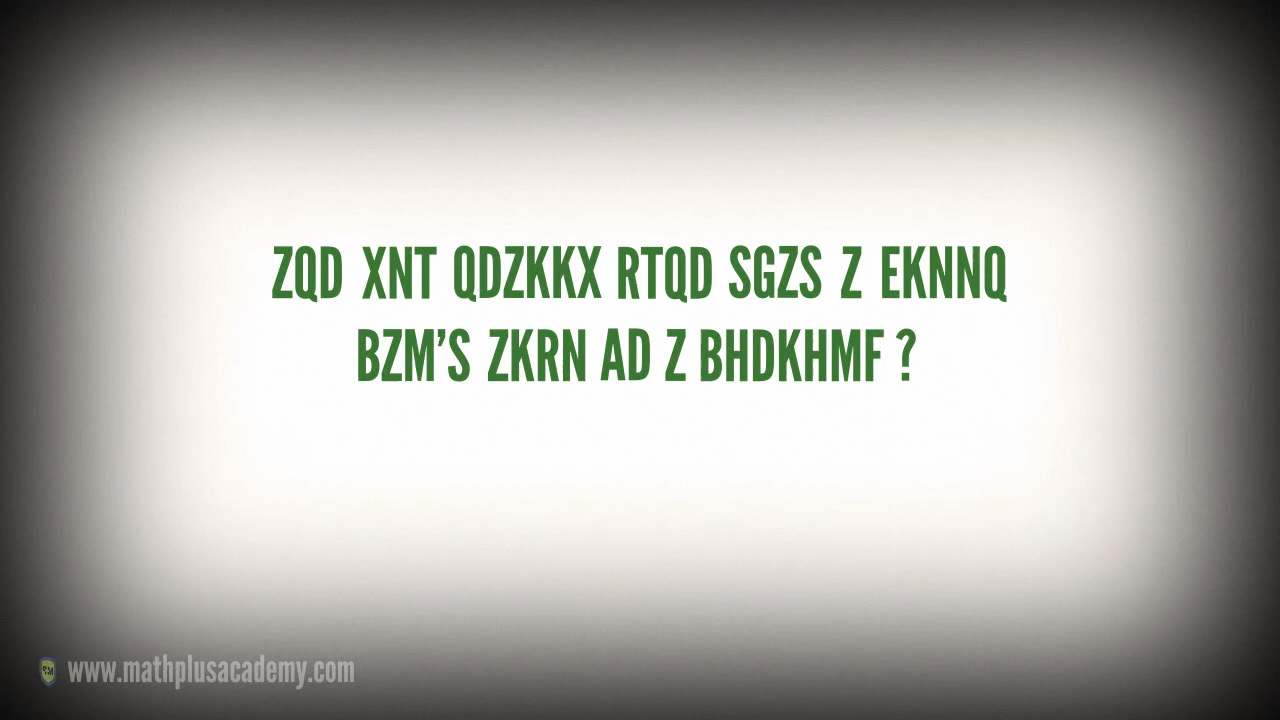 ZQD XNT QDZKKX RTQD SGZS Z EKNNQ
BZM'S ZKRN AD Z BHDKHMF ?
www.mathplusacademy.com